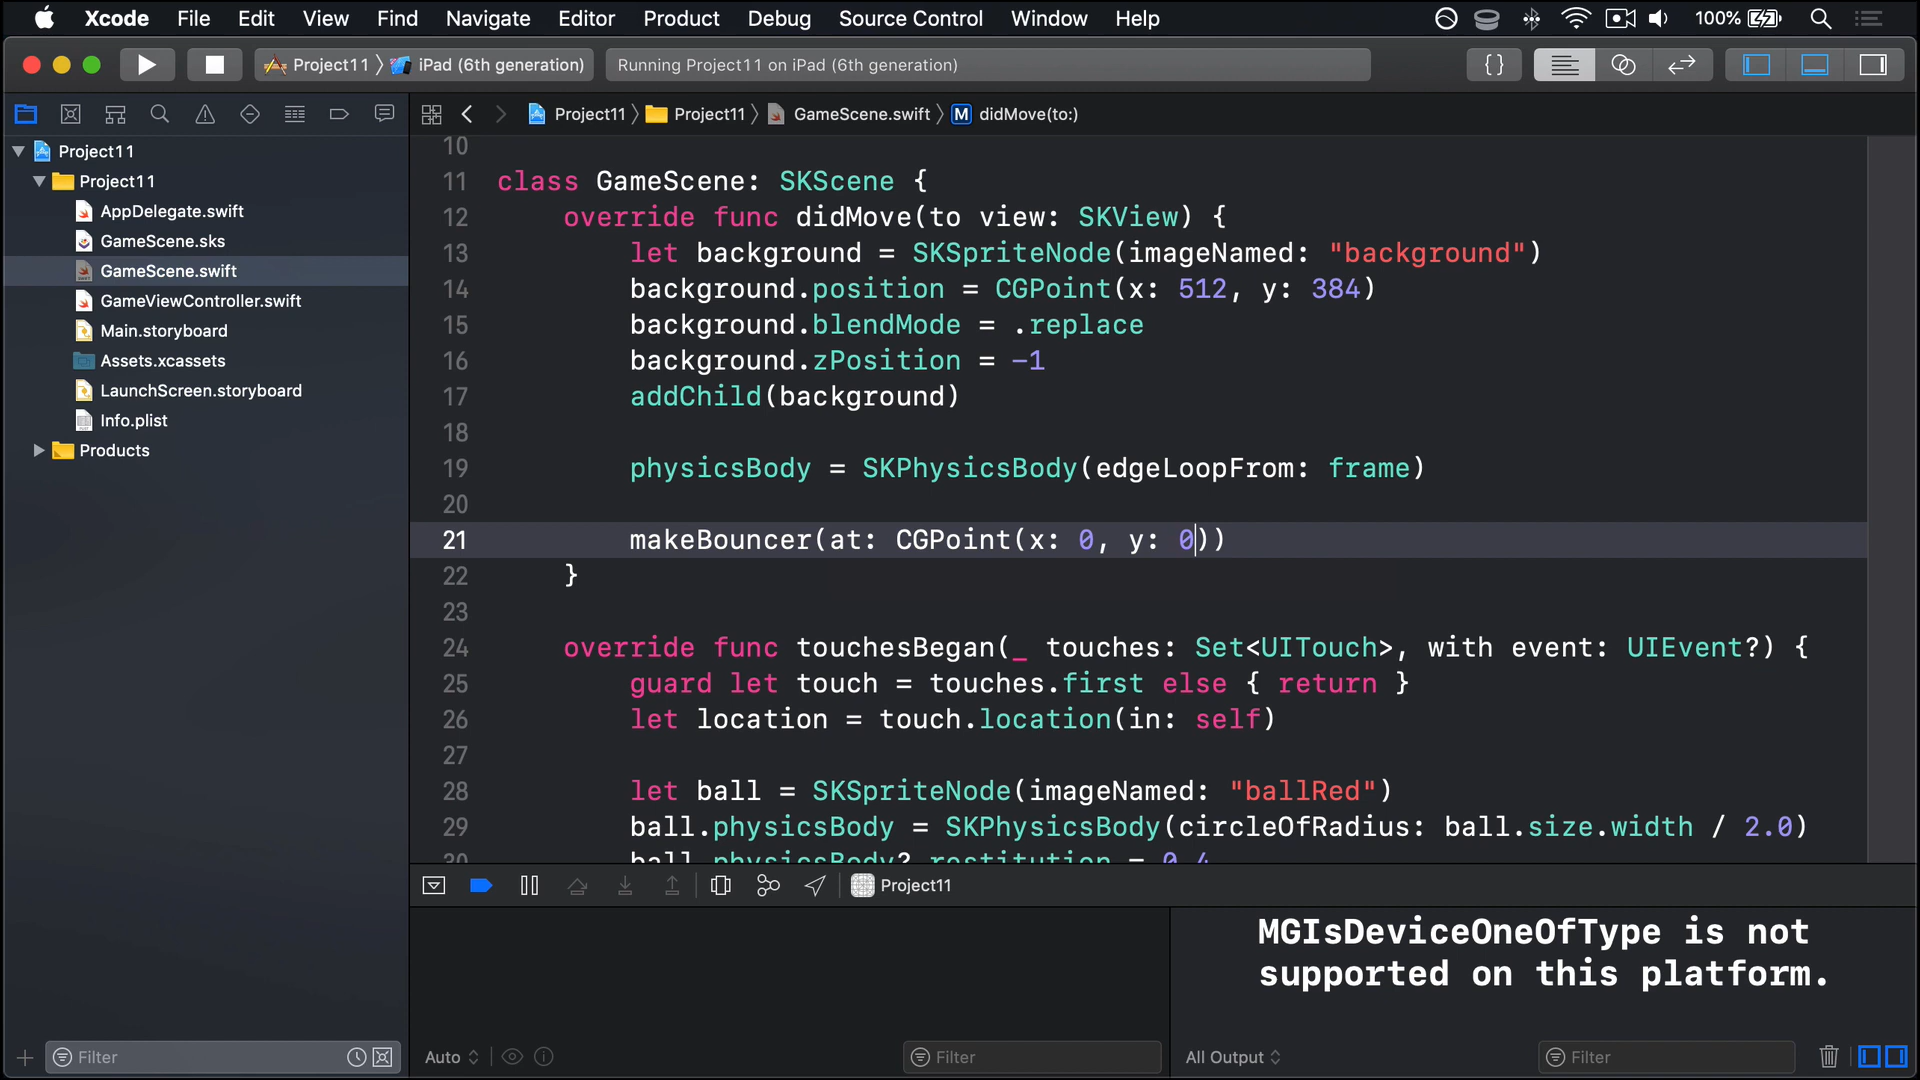 Xcode File Edit View Find Navigate Editor Product Debug Source Control Window Help 100%
Project11 iPad (6th generation) Running Project11 on iPad (6th generation)
Project11 Project11 GameScene.swift M didMove(to:)
Project11
Project11
AppDelegate.swift
GameScene.sks
GameScene.swift
GameViewController.swift
Main.storyboard
Assets.xcassets
LaunchScreen.storyboard
Info.plist
Products
Filter
10
11 class GameScene: SKScene {
12 override func didMove(to view: SKView) {
13 let background = SKSpriteNode(imageNamed: "background")
14 background.position = CGPoint(x: 512, y: 384)
15 background.blendMode = .replace
16 background.zPosition = -1
17 addChild(background)
18
19 physicsBody = SKPhysicsBody(edgeLoopFrom: frame)
20
21 makeBouncer(at: CGPoint(x: 0, y: 0))
22 }
23
24 override func touchesBegan(_ touches: Set<UITouch>, with event: UIEvent?) {
25 guard let touch = touches.first else { return }
26 let location = touch.location(in: self)
27
28 let ball = SKSpriteNode(imageNamed: "ballRed")
29 ball.physicsBody = SKPhysicsBody(circleOfRadius: ball.size.width / 2.0)
30 ball.physicsBody?.restitution = 0.4
Project11
MGIsDeviceOneOfType is not
supported on this platform.
Auto Filter All Output Filter